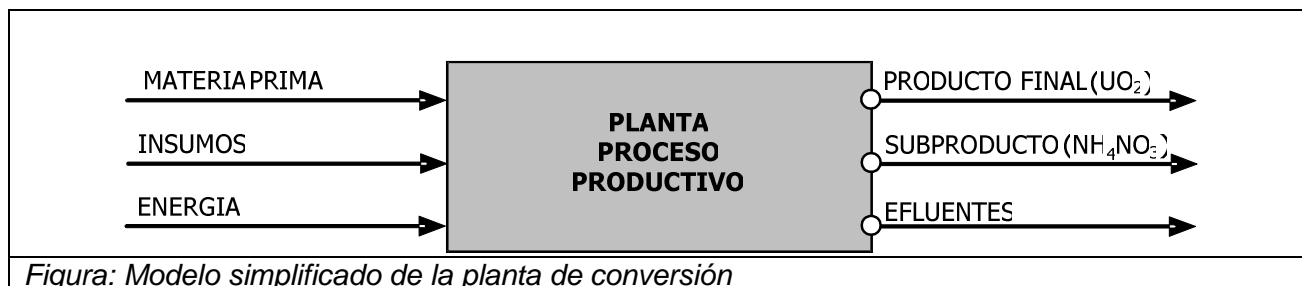 MATERIA PRIMA
INSUMOS
ENERGIA
PLANTA
PROCESO
PRODUCTIVO
PRODUCTO FINAL (UO₂)
SUBPRODUCTO (NH₄NO₃)
EFLUENTES
Figura: Modelo simplificado de la planta de conversión